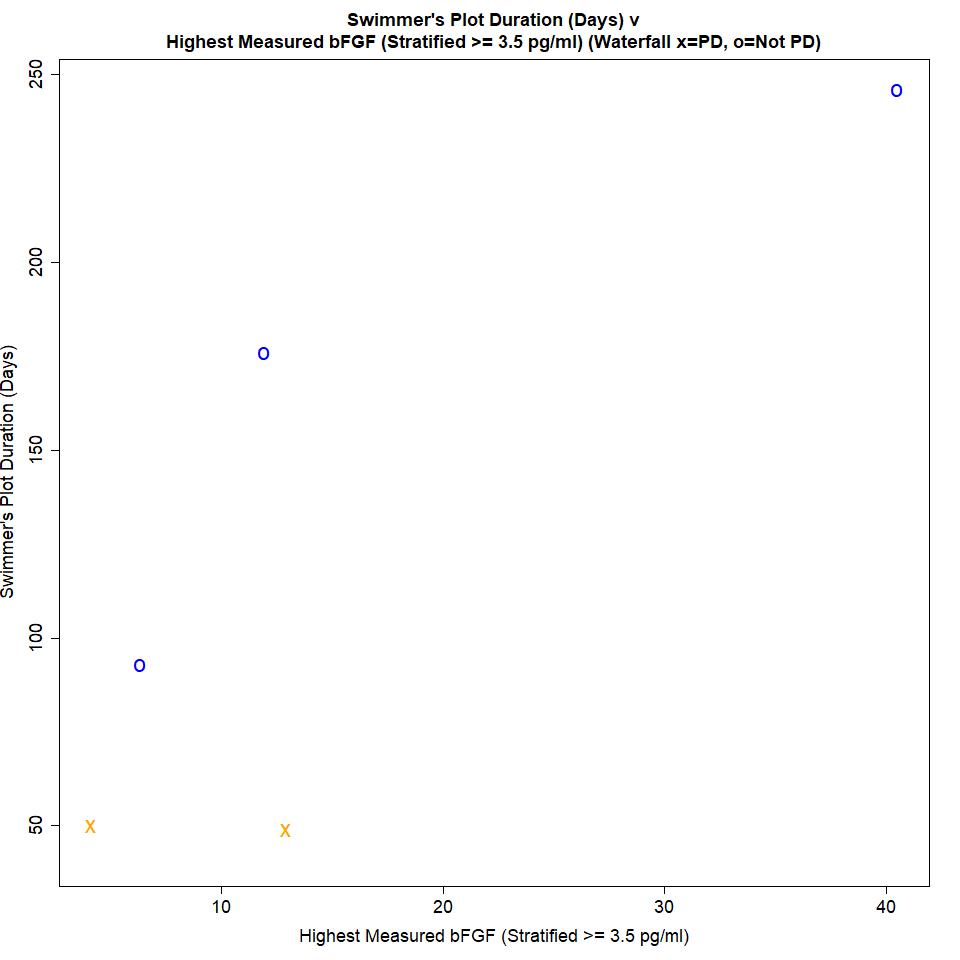 Swimmer's Plot Duration (Days) v
Highest Measured bFGF (Stratified >= 3.5 pg/ml) (Waterfall x=PD, o=Not PD)
Swimmer's Plot Duration (Days)
250
200
150
100
50
o
o
o
x
x
10
20
30
40
Highest Measured bFGF (Stratified >= 3.5 pg/ml)